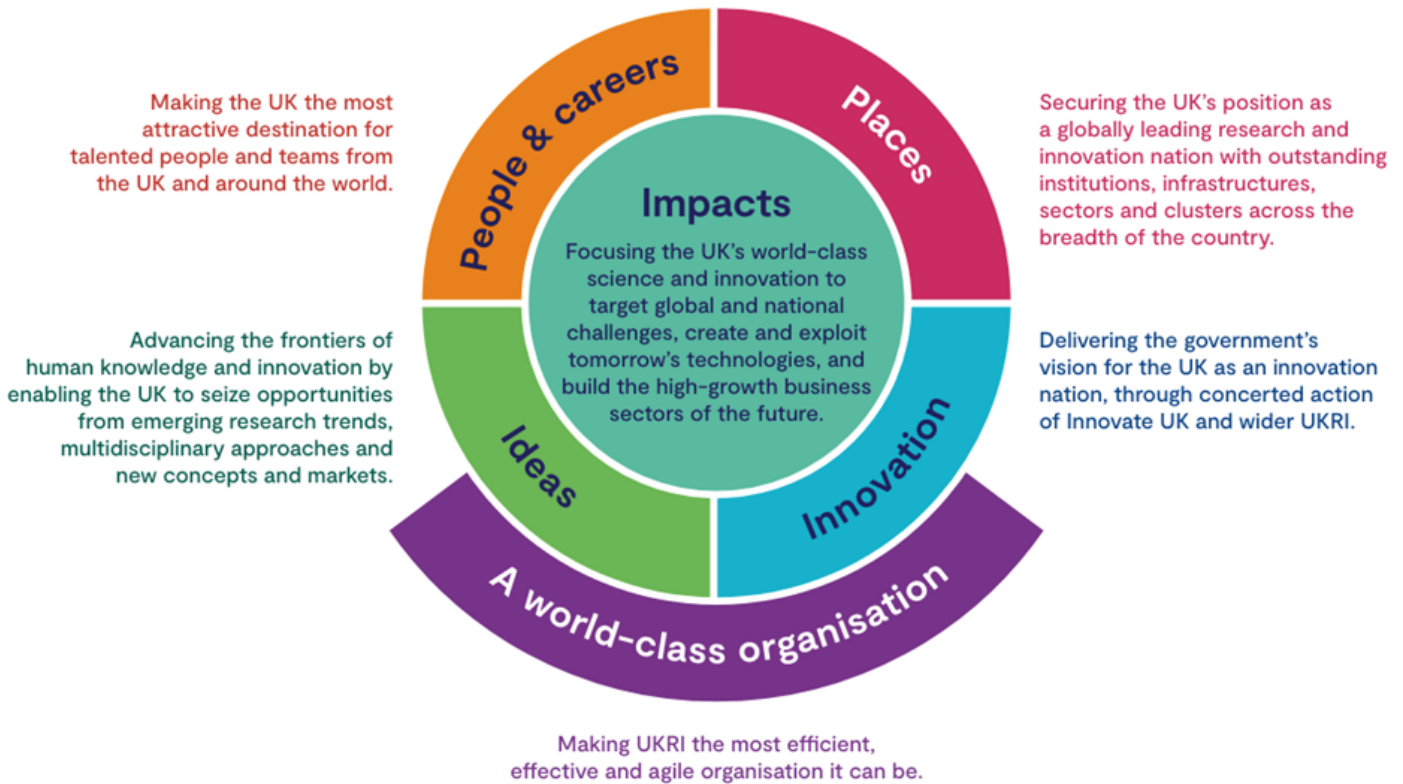 People & careers
Places
Making the UK the most
attractive destination for
talented people and teams from
the UK and around the world.
Securing the UK’s position as
a globally leading research and
innovation nation with outstanding
institutions, infrastructures,
sectors and clusters across the
breadth of the country.
Impacts
Focusing the UK’s world-class
science and innovation to
target global and national
challenges, create and exploit
tomorrow’s technologies, and
build the high-growth business
sectors of the future.
Advancing the frontiers of
human knowledge and innovation by
enabling the UK to seize opportunities
from emerging research trends,
multidisciplinary approaches and
new concepts and markets.
Delivering the government’s
vision for the UK as an innovation
nation, through concerted action
of Innovate UK and wider UKRI.
Ideas
Innovation
A world-class organisation
Making UKRI the most efficient,
effective and agile organisation it can be.